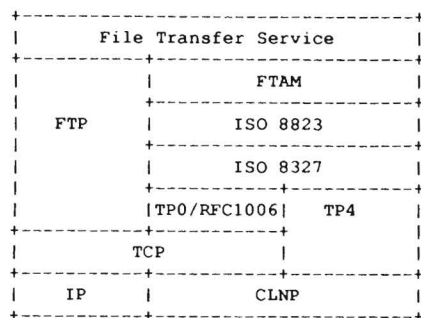 File Transfer Service
FTAM
FTP ISO 8823
ISO 8327
TP0/RFC1006 TP4
TCP
IP CLNP